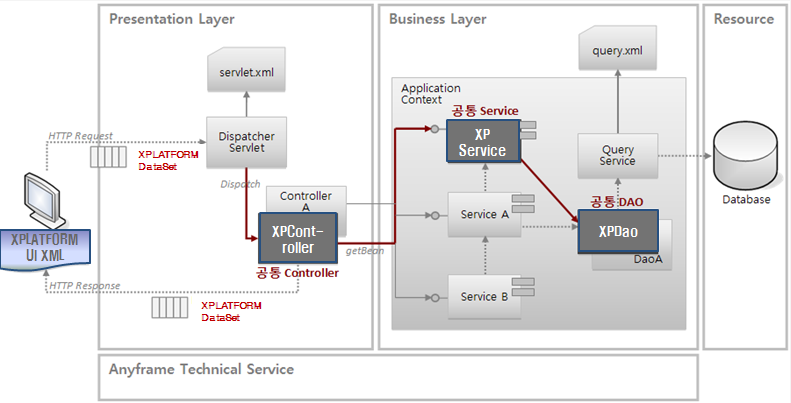 Presentation Layer
Business Layer
Resource
servlet.xml
query.xml
Application
Context
공통 Service
HTTP Request
XPLATFORM
DataSet
Dispatcher
Servlet
XP
Service
Query
Service
Database
Dispatch
Controller
A
Service A
공통 DAO
XPDao
DaoA
XPLATFORM
UI XML
XPCont-
roller
getBean
공통 Controller
HTTP Response
Service B
XPLATFORM
DataSet
Anyframe Technical Service